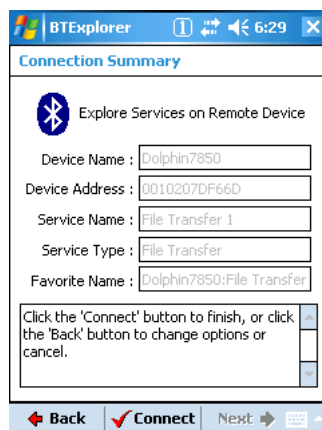 BTExplorer 1 6:29
Connection Summary
Explore Services on Remote Device
Device Name : Dolphin7850
Device Address : 0010207DF66D
Service Name : File Transfer 1
Service Type : File Transfer
Favorite Name : Dolphin7850:File Transfer
Click the 'Connect' button to finish, or click
the 'Back' button to change options or
cancel.
Back Connect Next